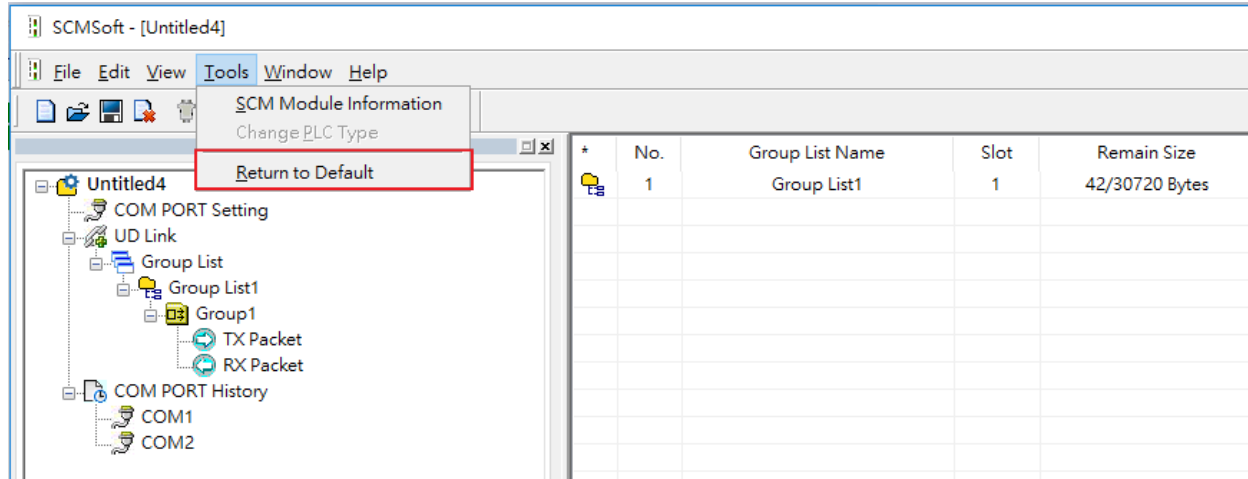 SCMSoft - [Untitled4]
File Edit View Tools Window Help
SCM Module Information
Change PLC Type
Return to Default
Untitled4
COM PORT Setting
UD Link
Group List
Group List1
Group1
TX Packet
RX Packet
COM PORT History
COM1
COM2
* No. Group List Name Slot Remain Size
1 Group List1 1 42/30720 Bytes